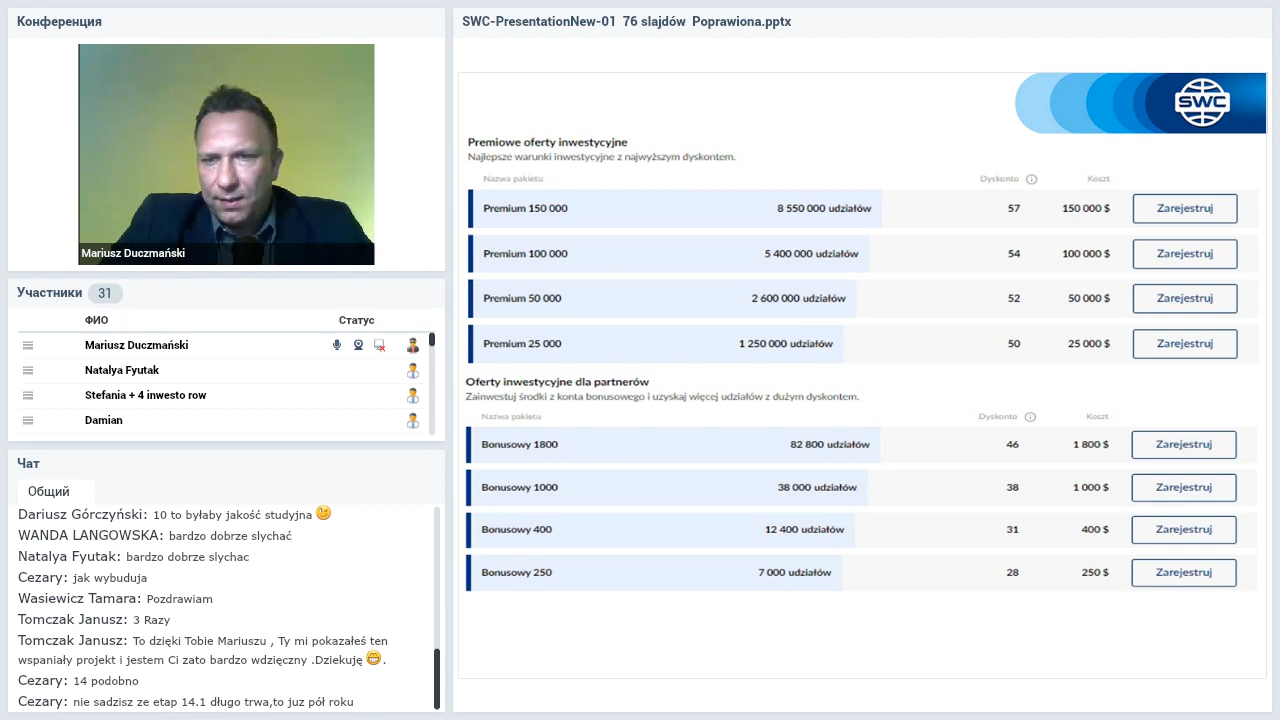 Конференция
Mariusz Duczmański
Участники 31
ФИО Статус
Mariusz Duczmański
Natalya Fyutak
Stefania + 4 inwesto row
Damian
Чат
Общий
Dariusz Górczyński: 10 to byłaby jakość studyjna
WANDA LANGOWSKA: bardzo dobrze slychać
Natalya Fyutak: bardzo dobrze slychac
Cezary: jak wybuduja
Wasiewicz Tamara: Pozdrawiam
Tomczak Janusz: 3 Razy
Tomczak Janusz: To dzięki Tobie Mariuszu , Ty mi pokazałeś ten
wspaniały projekt i jestem Ci zato bardzo wdzięczny .Dziekuję .
Cezary: 14 podobno
Cezary: nie sadzisz ze etap 14.1 długo trwa,to juz pół roku
SWC-PresentationNew-01 76 slajdów Poprawiona.pptx
SWC
Premiowe oferty inwestycyjne
Najlepsze warunki inwestycyjne z najwyższym dyskontem.
Nazwa pakietu Dyskonto Koszt
Premium 150 000 8 550 000 udziałów 57 150 000 $ Zarejestruj
Premium 100 000 5 400 000 udziałów 54 100 000 $ Zarejestruj
Premium 50 000 2 600 000 udziałów 52 50 000 $ Zarejestruj
Premium 25 000 1 250 000 udziałów 50 25 000 $ Zarejestruj
Oferty inwestycyjne dla partnerów
Zainwestuj środki z konta bonusowego i uzyskaj więcej udziałów z dużym dyskontem.
Nazwa pakietu Dyskonto Koszt
Bonusowy 1800 82 800 udziałów 46 1 800 $ Zarejestruj
Bonusowy 1000 38 000 udziałów 38 1 000 $ Zarejestruj
Bonusowy 400 12 400 udziałów 31 400 $ Zarejestruj
Bonusowy 250 7 000 udziałów 28 250 $ Zarejestruj